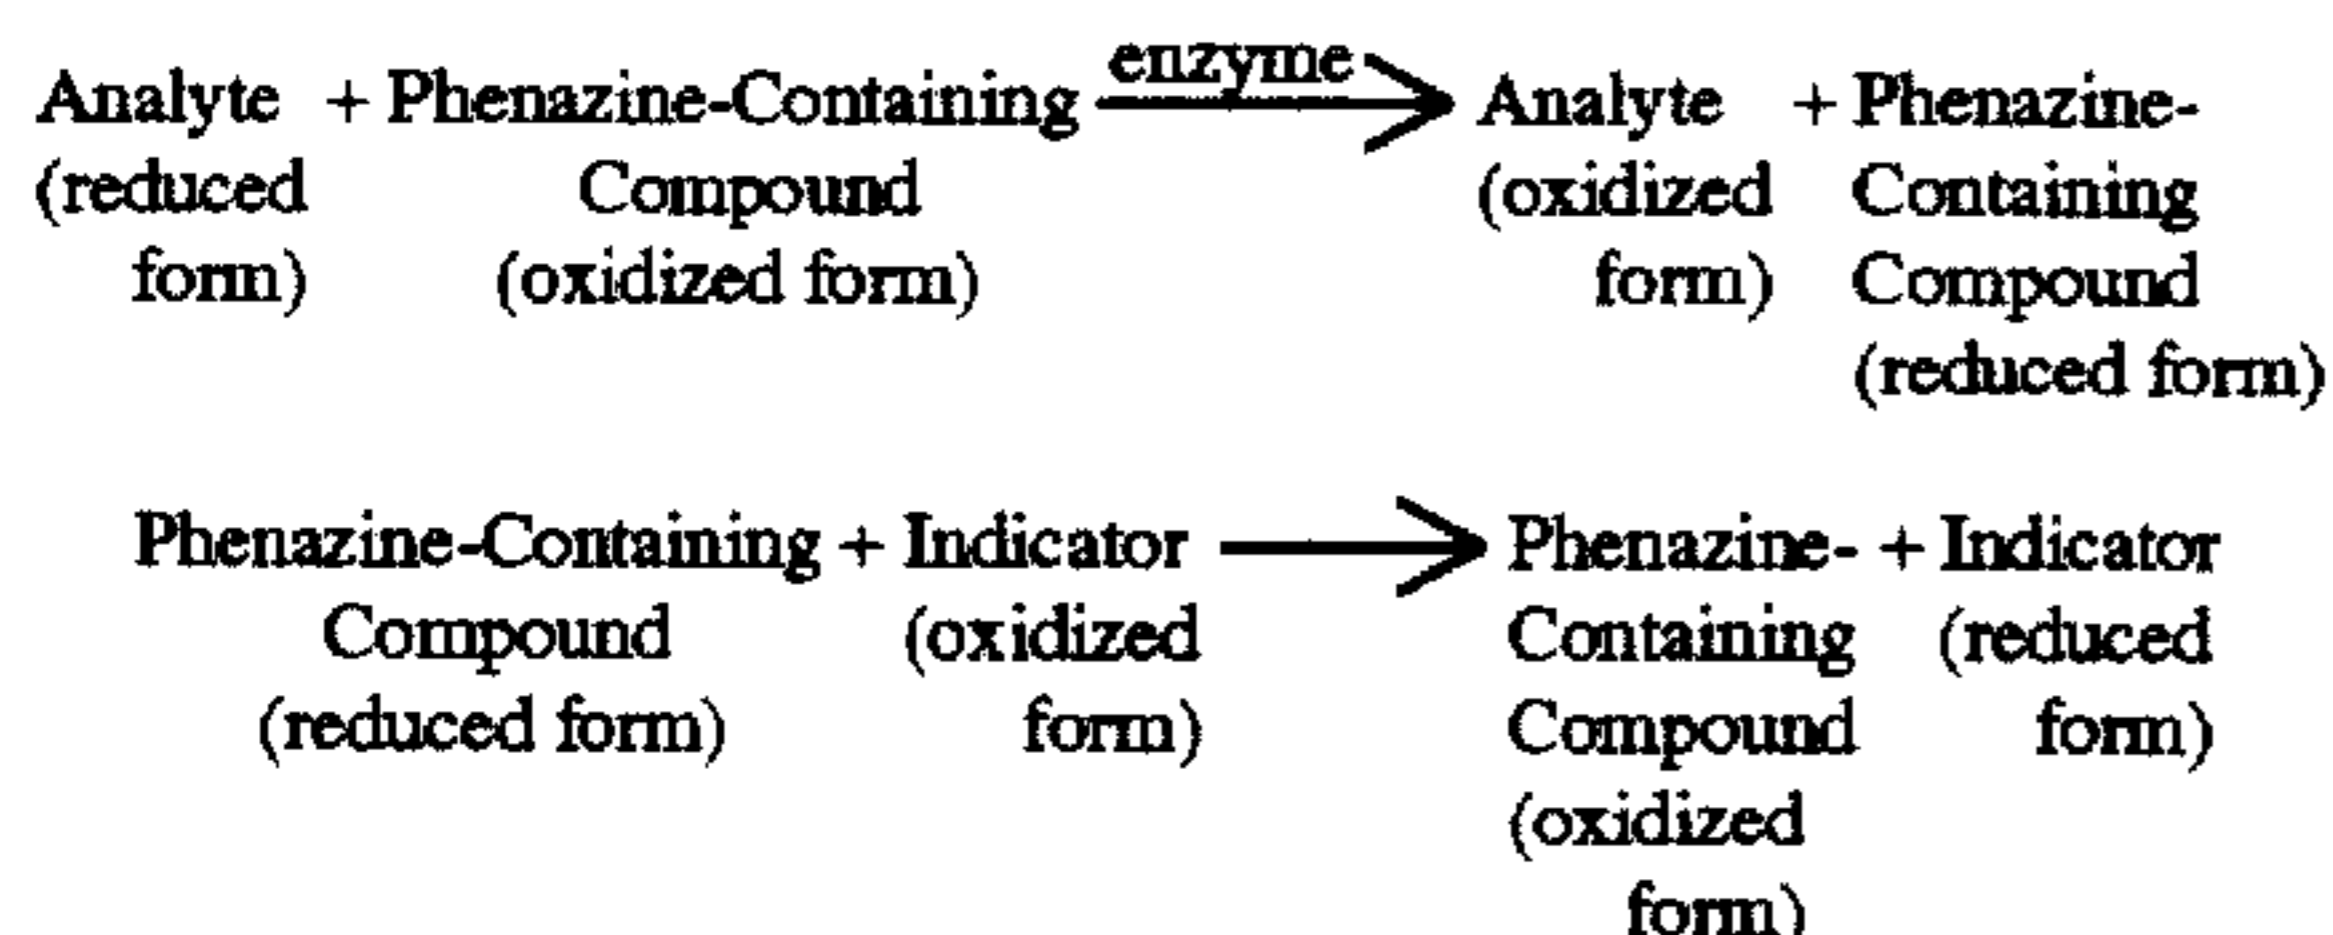 enzyme
Analyte + Phenazine-Containing Analyte + Phenazine-
(reduced Compound (oxidized Containing
form) (oxidized form) form) Compound
(reduced form)
Phenazine-Containing + Indicator Phenazine- + Indicator
Compound (oxidized Containing (reduced
(reduced form) form) Compound form)
(oxidized
form)